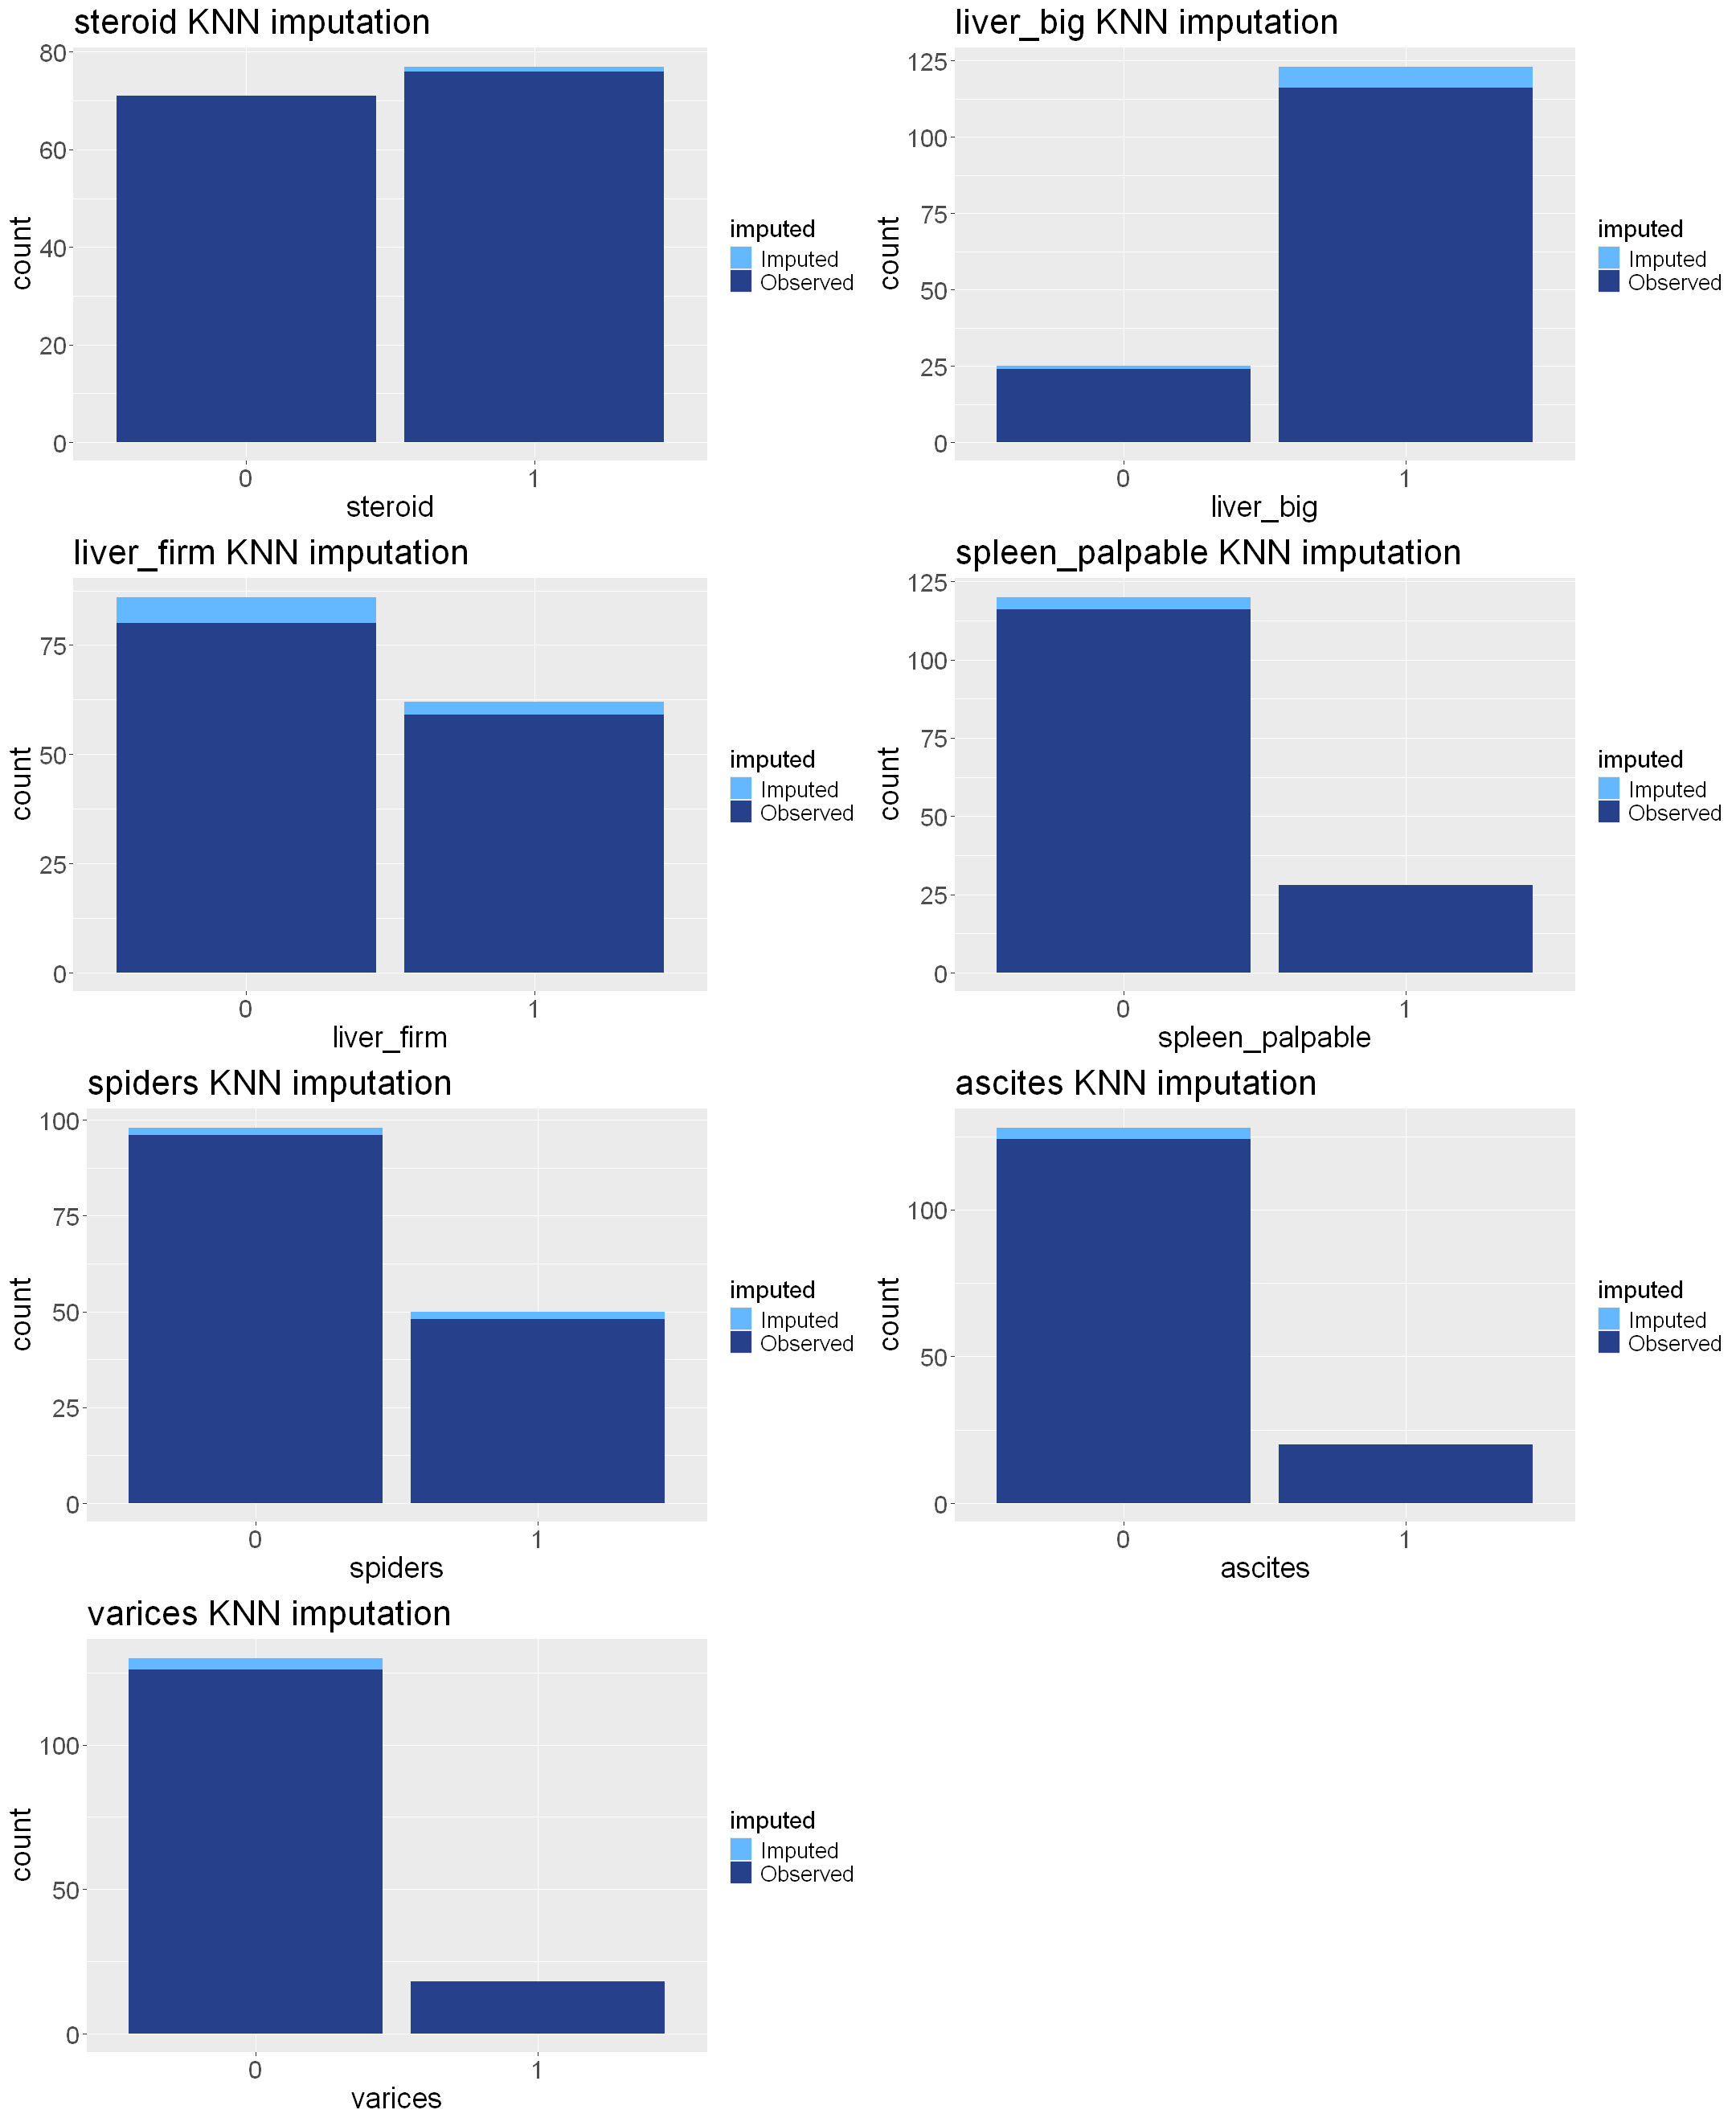 steroid KNN imputation
80
60
40
20
0
count
0 1
steroid
imputed
Imputed
Observed
liver_big KNN imputation
125
100
75
50
25
0
count
0 1
liver_big
imputed
Imputed
Observed
liver_firm KNN imputation
75
50
25
0
count
0 1
liver_firm
imputed
Imputed
Observed
spleen_palpable KNN imputation
125
100
75
50
25
0
count
0 1
spleen_palpable
imputed
Imputed
Observed
spiders KNN imputation
100
75
50
25
0
count
0 1
spiders
imputed
Imputed
Observed
ascites KNN imputation
100
50
0
count
0 1
ascites
imputed
Imputed
Observed
varices KNN imputation
100
50
0
count
0 1
varices
imputed
Imputed
Observed